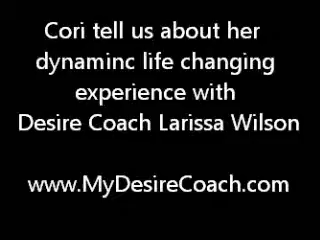 Cori tell us about her
dynaminc life changing
experience with
Desire Coach Larissa Wilson
www.MyDesireCoach.com